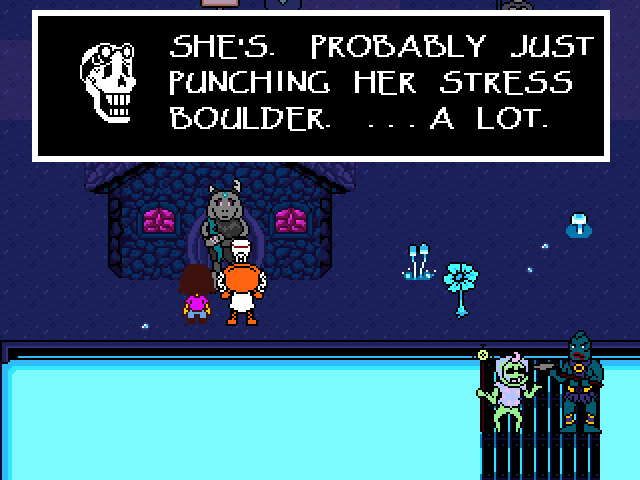 SHE'S. PROBABLY JUST
PUNCHING HER STRESS
BOULDER. ...A LOT.